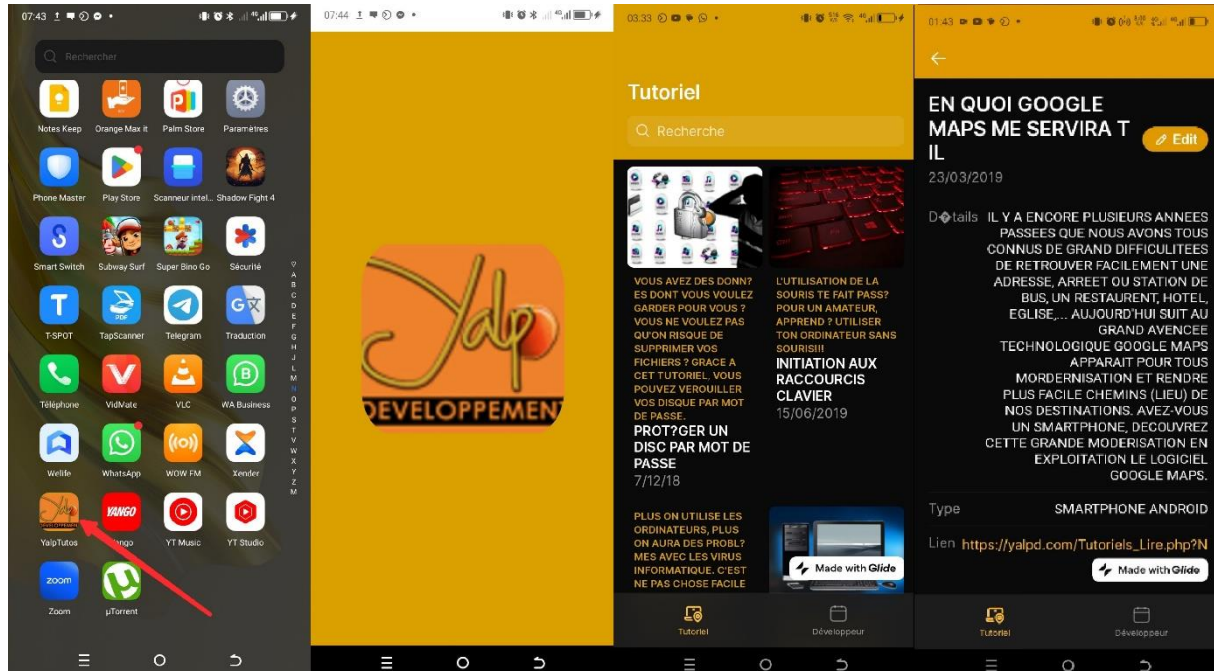 07:43
Rechercher
Notes Keep
Orange Max it
Palm Store
Paramètres
Phone Master
Play Store
Scanneur intel...
Shadow Fight 4
Smart Switch
Subway Surf
Super Bino Go
Sécurité
T-SPOT
TapScanner
Telegram
Traduction
Téléphone
VidMate
VLC
WA Business
Welife
WhatsApp
WOW FM
Xender
YalpTutos
YANGO
YT Music
YT Studio
zoom
Zoom
µTorrent
A
B
C
D
E
F
G
H
J
L
M
N
O
P
S
T
V
W
X
Y
Z
M
07:44
Yalp
DEVELOPPEMEN
03.33
Tutoriel
Recherche
VOUS AVEZ DES DONN?
ES DONT VOUS VOULEZ
GARDER POUR VOUS ?
VOUS NE VOULEZ PAS
QU'ON RISQUE DE
SUPPRIMER VOS
FICHIERS ? GRACE A
CET TUTORIEL, VOUS
POUVEZ VEROUILLER
VOS DISQUE PAR MOT
DE PASSE.
PROT?GER UN
DISC PAR MOT DE
PASSE
7/12/18
L'UTILISATION DE LA
SOURIS TE FAIT PASS?
POUR UN AMATEUR,
APPREND ? UTILISER
TON ORDINATEUR SANS
SOURIS!!!
INITIATION AUX
RACCOURCIS
CLAVIER
15/06/2019
PLUS ON UTILISE LES
ORDINATEURS, PLUS
ON AURA DES PROBL?
MES AVEC LES VIRUS
INFORMATIQUE. C'EST
NE PAS CHOSE FACILE
Made with Glide
Tutoriel
Développeur
01:43
EN QUOI GOOGLE
MAPS ME SERVIRA T
IL
Edit
23/03/2019
D�tails IL Y A ENCORE PLUSIEURS ANNEES
PASSEES QUE NOUS AVONS TOUS
CONNUS DE GRAND DIFFICULITEES
DE RETROUVER FACILEMENT UNE
ADRESSE, ARREET OU STATION DE
BUS, UN RESTAURENT, HOTEL,
EGLISE,... AUJOURD'HUI SUIT AU
GRAND AVENCEE
TECHNOLOGIQUE GOOGLE MAPS
APPARAIT POUR TOUS
MORDERNISATION ET RENDRE
PLUS FACILE CHEMINS (LIEU) DE
NOS DESTINATIONS. AVEZ-VOUS
UN SMARTPHONE, DECOUVREZ
CETTE GRANDE MODERISATION EN
EXPLOITATION LE LOGICIEL
GOOGLE MAPS.
Type SMARTPHONE ANDROID
Lien https://yalpd.com/Tutoriels_Lire.php?N
Made with Glide
Tutoriel
Développeur